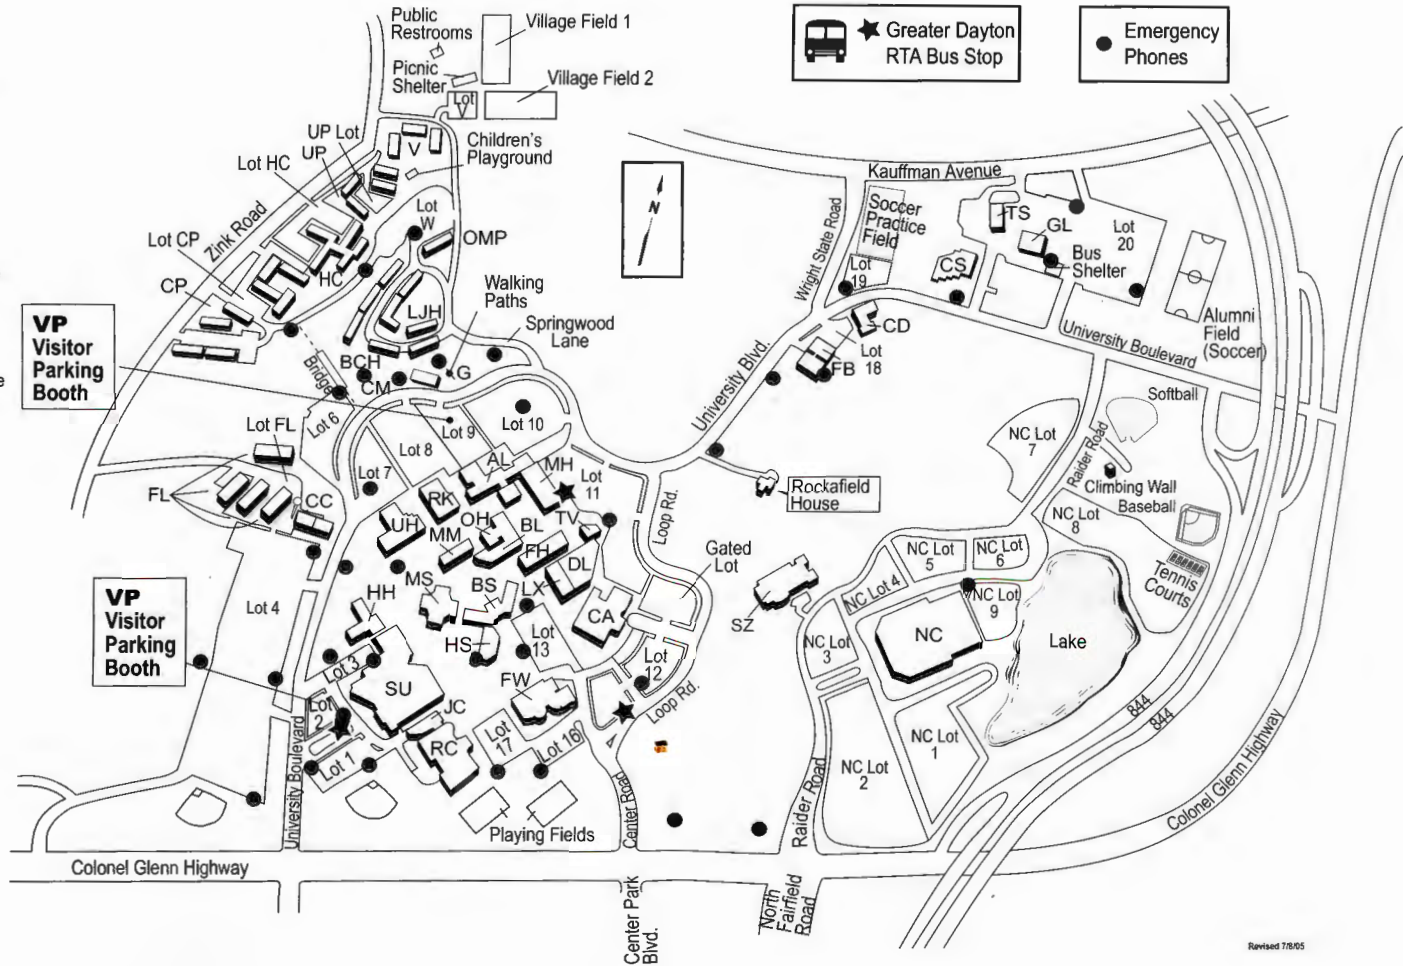 Public
Restrooms
Village Field 1
Greater Dayton
RTA Bus Stop
Emergency
Phones
Picnic
Shelter
Village Field 2
Lot
V
UP Lot
UP
V
Children's
Playground
Lot HC
Kauffman Avenue
N
Zink Road
Lot
W
Wright State Road
Soccer
Practice
Field
TS
GL
Lot
20
Lot CP
OMP
HC
Bus
Shelter
CS
Lot
19
CP
Walking
Paths
LJH
Springwood
Lane
CD
Alumni
Field
(Soccer)
University Boulevard
VP
Visitor
Parking
Booth
BCH
CM
G
Bridge
FB
Lot
18
University Blvd.
Softball
Lot 6
Lot 9
Lot 10
Lot FL
Lot 8
NC Lot
7
Raider Road
Lot 7
AL
MH
Lot
11
Climbing Wall
Baseball
FL
CC
RK
Rockafield
House
Loop Rd.
UH
OH
BL
TV
NC Lot
8
MM
FH
DL
Gated
Lot
NC Lot
5
NC Lot
6
Tennis
Courts
MS
BS
LX
NC Lot 4
VP
Visitor
Parking
Booth
Lot 4
HH
CA
SZ
NC Lot
9
HS
Lot
13
NC
Lake
NC Lot
3
Lot 3
Lot
12
SU
FW
Lot
2
JC
Loop Rd.
844
844
RC
Lot
17
Lot 16
NC Lot
1
Lot 1
NC Lot
2
University Boulevard
Center Road
Raider Road
Colonel Glenn Highway
Playing Fields
Colonel Glenn Highway
Center Park
Blvd.
North
Fairfield
Road
Revised 7/8/05